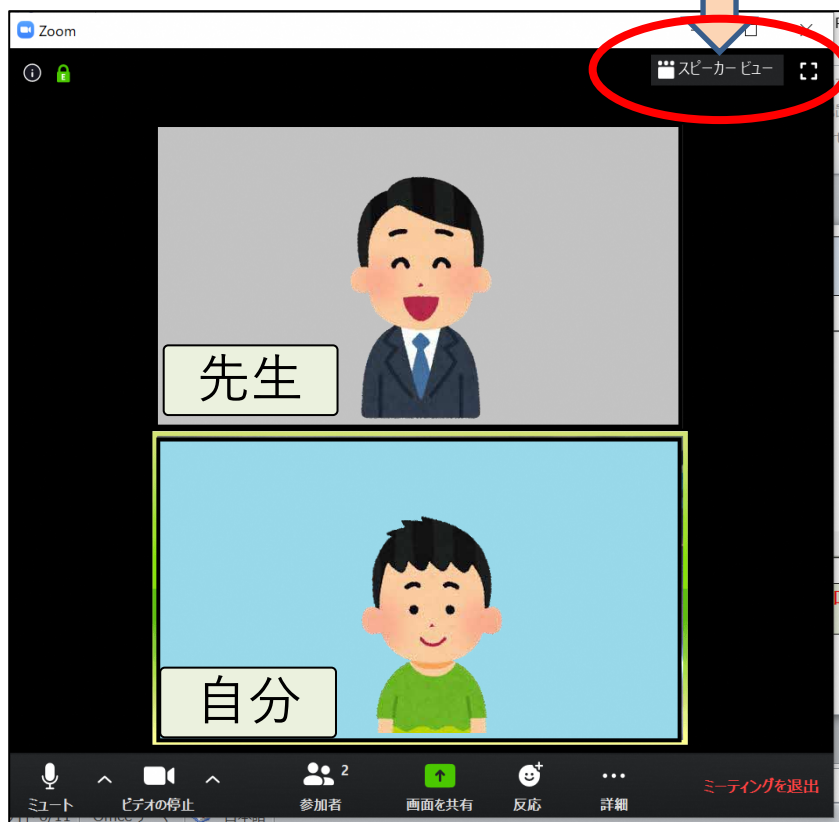 Zoom
スピーカー ビュー
先生
自分
2
ミュート
ビデオの停止
参加者
画面を共有
反応
詳細
ミーティングを退出